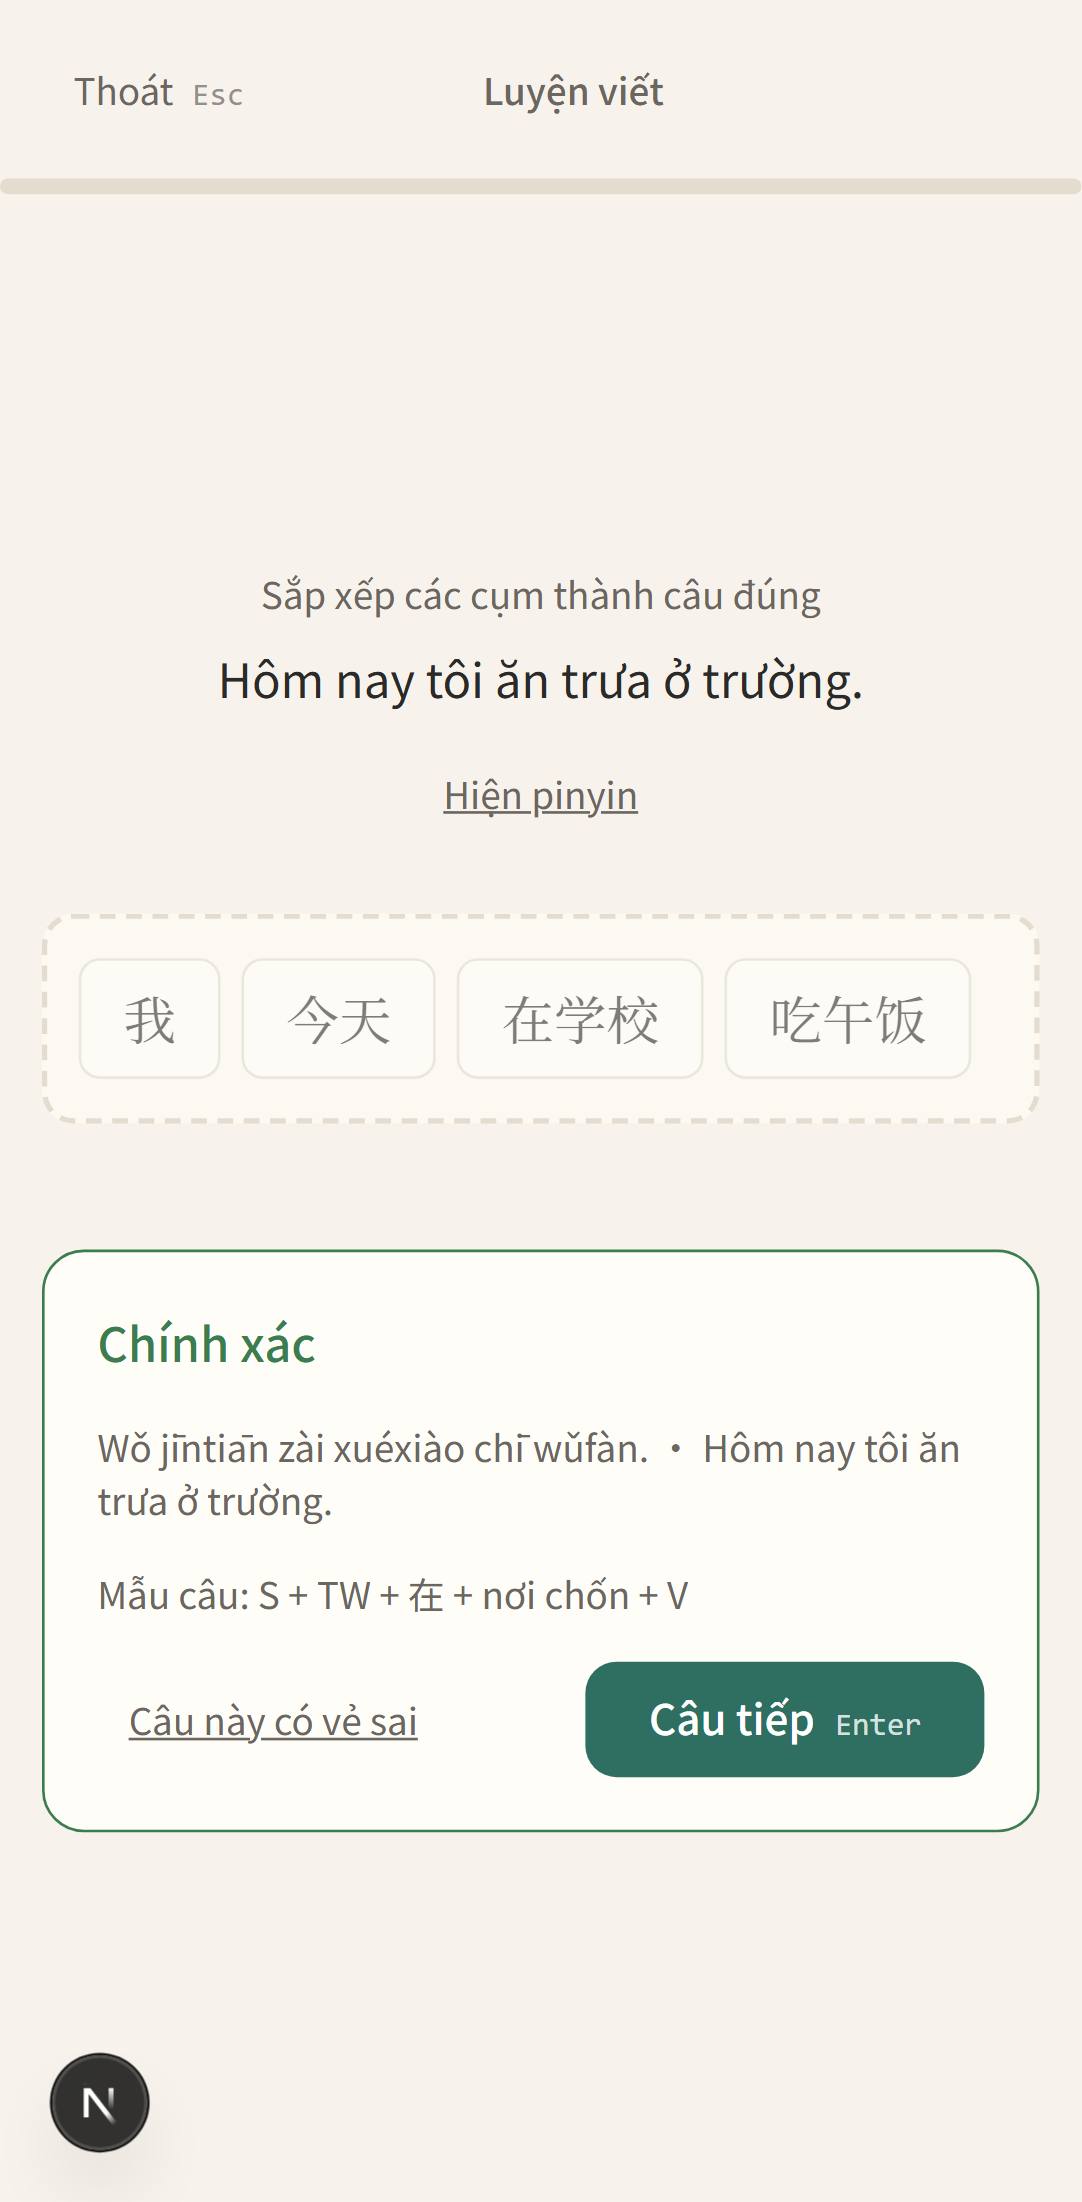 Thoát Esc
Luyện viết
Sắp xếp các cụm thành câu đúng
Hôm nay tôi ăn trưa ở trường.
Hiện pinyin
我 今天 在学校 吃午饭
Chính xác
Wǒ jīntiān zài xuéxiào chī wǔfàn. · Hôm nay tôi ăn
trưa ở trường.
Mẫu câu: S + TW + 在 + nơi chốn + V
Câu này có vẻ sai
Câu tiếp Enter
N